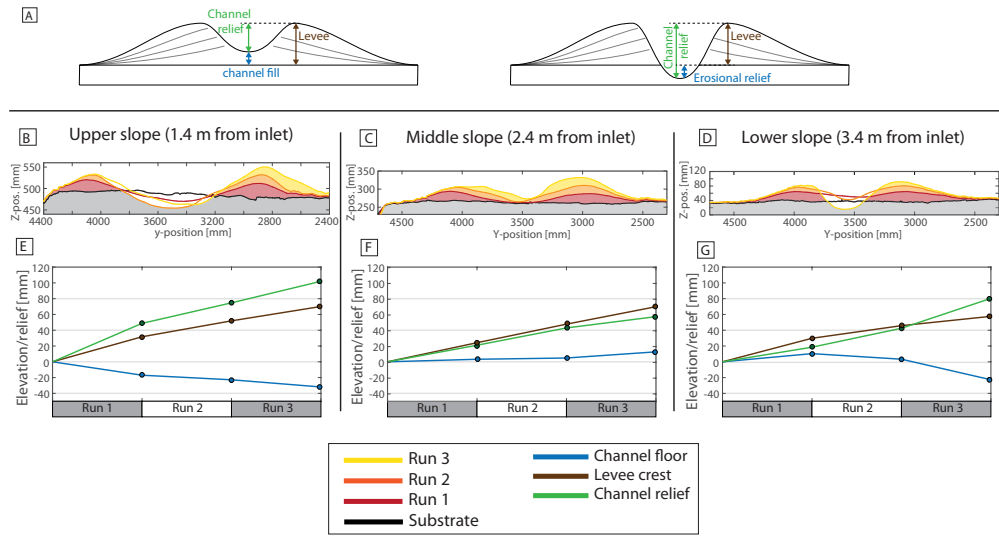 A
Channel
relief
Levee
channel fill
Channel
relief
Levee
Erosional relief
B
Upper slope (1.4 m from inlet)
C
Middle slope (2.4 m from inlet)
D
Lower slope (3.4 m from inlet)
Z-pos. [mm]
550
500
450
4400
4000
3600
3200
2800
2400
y-position [mm]
Z-pos. [mm]
350
300
250
4500
4000
3500
3000
2500
Y-position [mm]
Z-pos. [mm]
120
80
40
0
4500
4000
3500
3000
2500
Y-position [mm]
E
Elevation/relief [mm]
120
100
80
60
40
20
0
-20
-40
Run 1
Run 2
Run 3
F
Elevation/relief [mm]
120
100
80
60
40
20
0
-20
-40
Run 1
Run 2
Run 3
G
Elevation/relief [mm]
120
100
80
60
40
20
0
-20
-40
Run 1
Run 2
Run 3
Run 3
Run 2
Run 1
Substrate
Channel floor
Levee crest
Channel relief